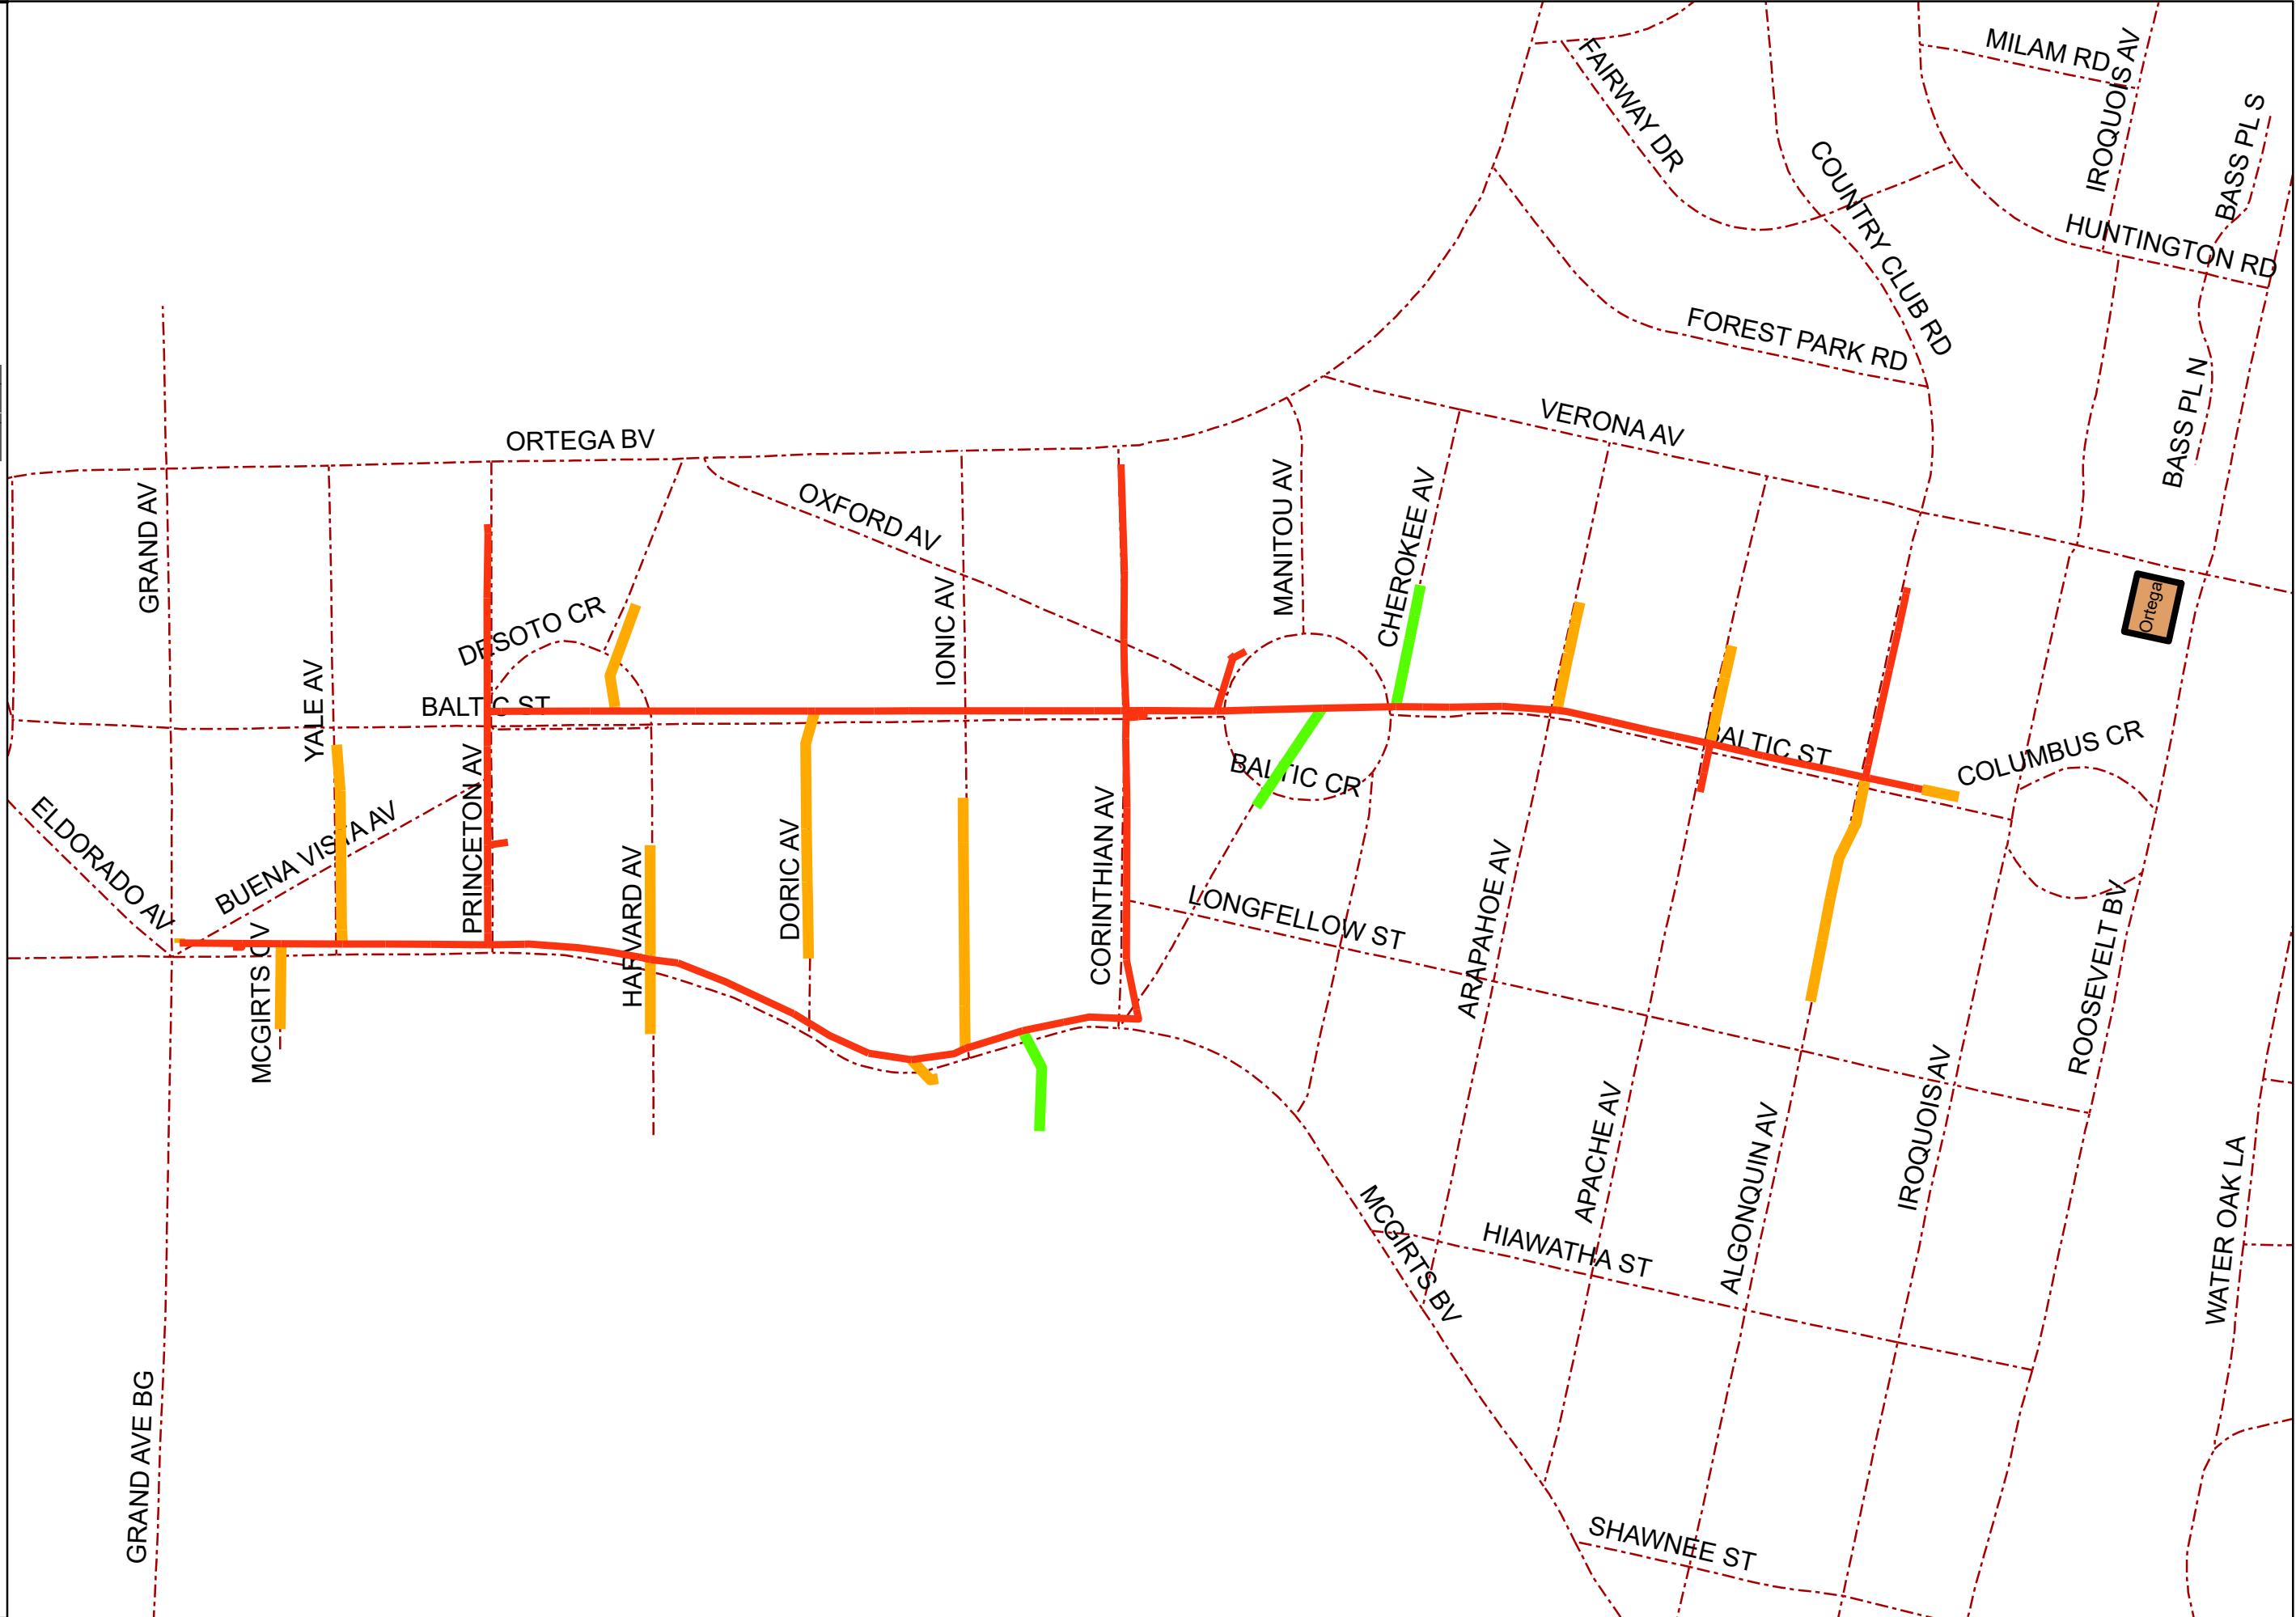 MILAM RD
IROQUOIS AV
FAIRWAY DR
BASS PL S
COUNTRY CLUB RD
HUNTINGTON RD
FOREST PARK RD
VERONA AV
BASS PL N
ORTEGA BV
GRAND AV
OXFORD AV
MANITOU AV
CHEROKEE AV
IONIC AV
DESOTO CR
Ortega
YALE AV
BALTIC ST
PRINCETON AV
BALTIC ST
COLUMBUS CR
BALTIC CR
ELDORADO AV
BUENA VISTA AV
HARVARD AV
DORIC AV
CORINTHIAN AV
LONGFELLOW ST
ARAPAHOE AV
ROOSEVELT BV
MCGIRTS CV
APACHE AV
ALGONQUIN AV
IROQUOIS AV
WATER OAK LA
MCGIRTS BV
HIAWATHA ST
GRAND AVE BG
SHAWNEE ST